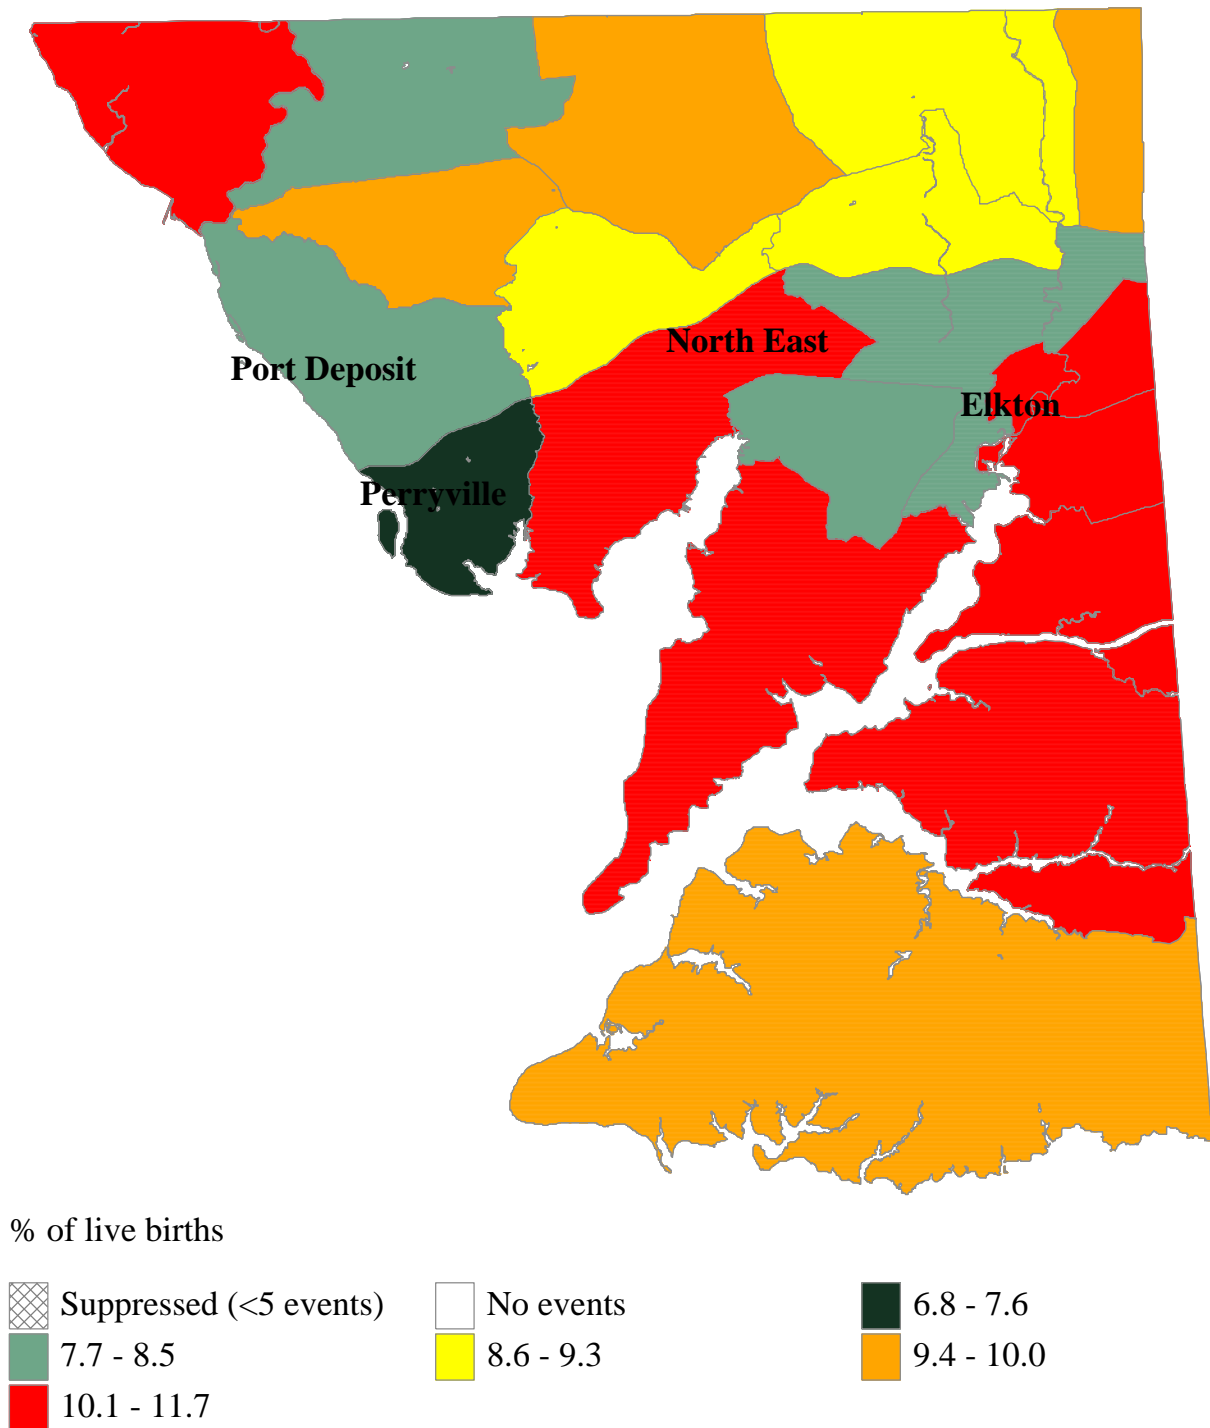 North East
Port Deposit
Elkton
Perryville
% of live births
Suppressed (<5 events)
No events
6.8 - 7.6
7.7 - 8.5
8.6 - 9.3
9.4 - 10.0
10.1 - 11.7